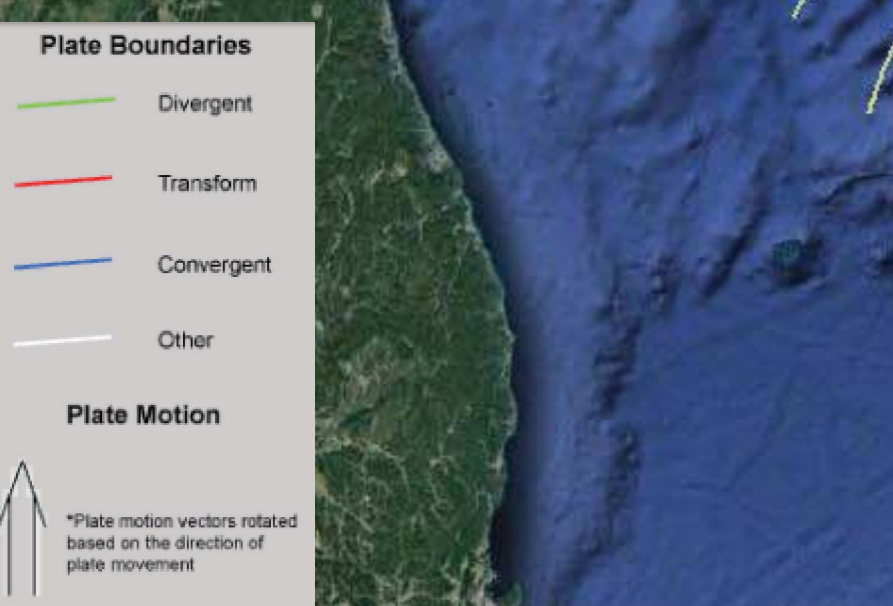 Plate Boundaries
Divergent
Transform
Convergent
Other
Plate Motion
*Plate motion vectors rotated
based on the direction of
plate movement